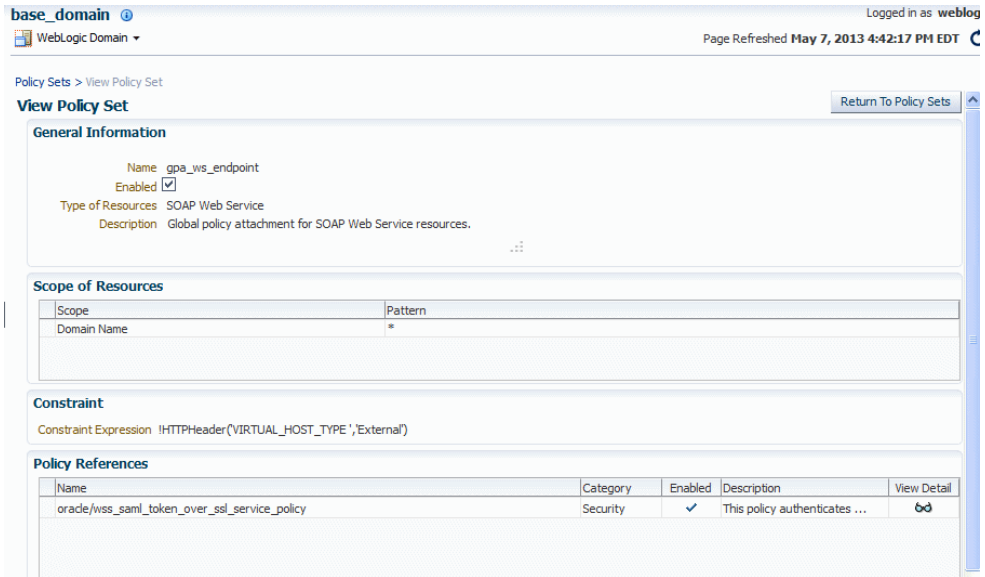 base_domain
Logged in as weblog
WebLogic Domain
Page Refreshed May 7, 2013 4:42:17 PM EDT
Policy Sets > View Policy Set
View Policy Set
Return To Policy Sets
General Information
Name gpa_ws_endpoint
Enabled
Type of Resources SOAP Web Service
Description Global policy attachment for SOAP Web Service resources.
Scope of Resources
Scope Pattern
Domain Name *
Constraint
Constraint Expression !HTTPHeader('VIRTUAL_HOST_TYPE ','External')
Policy References
Name Category Enabled Description View Detail
oracle/wss_saml_token_over_ssl_service_policy Security This policy authenticates ...